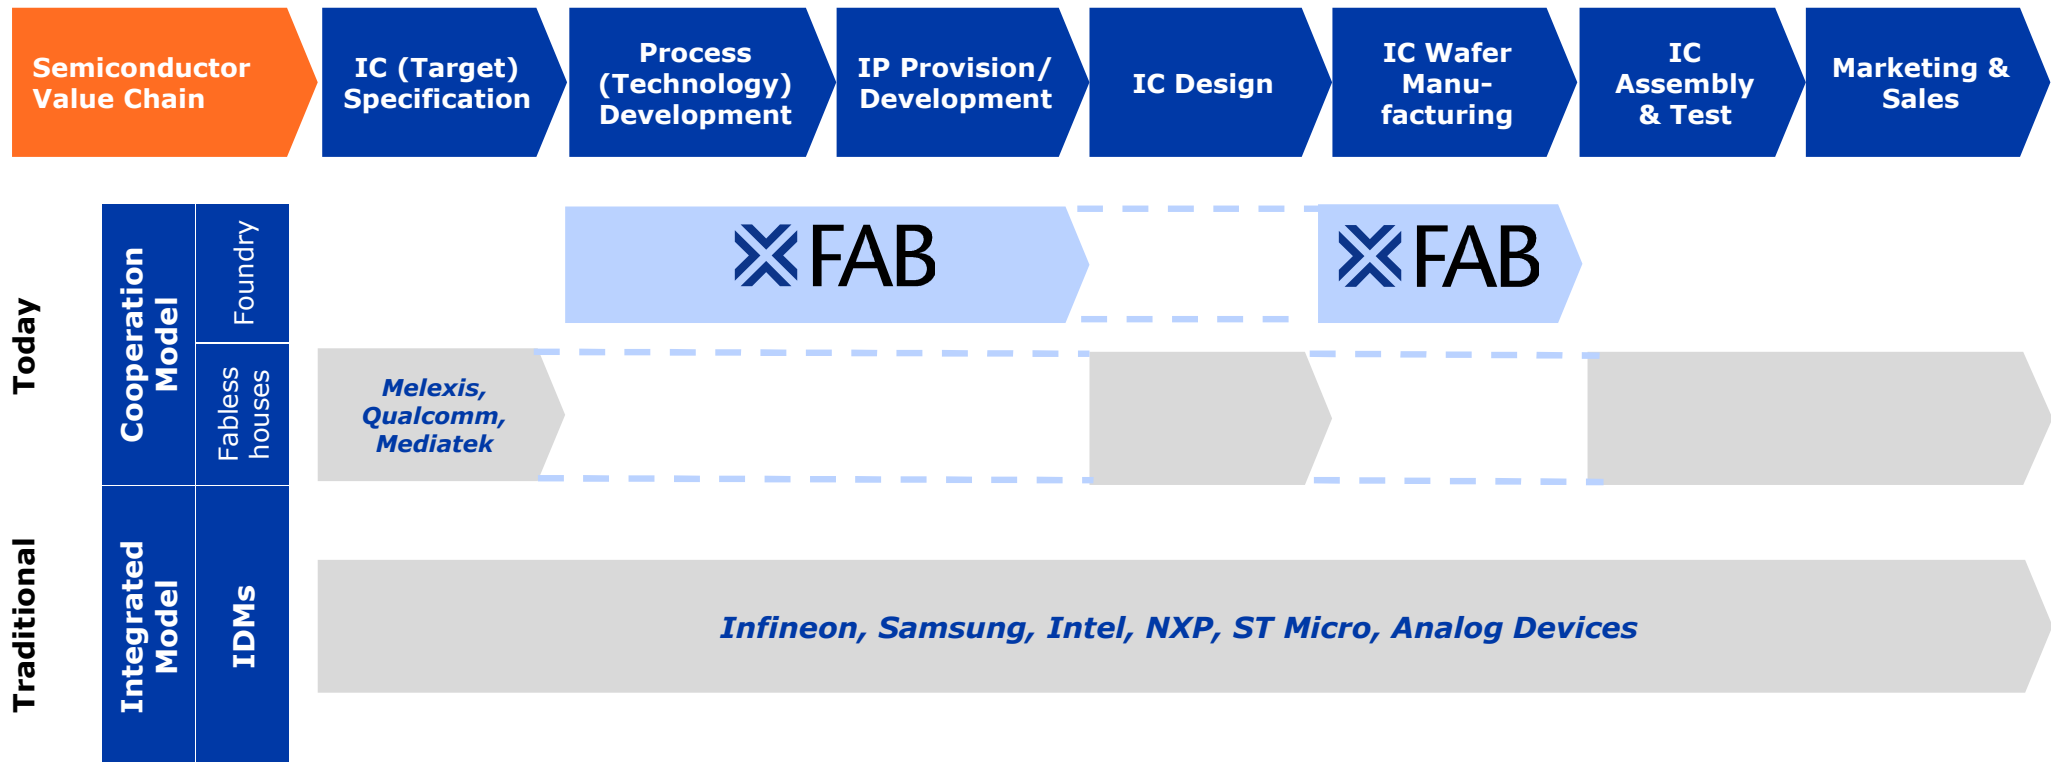 Semiconductor
Value Chain
IC (Target)
Specification
Process
(Technology)
Development
IP Provision/
Development
IC Design
IC Wafer
Manu-
facturing
IC
Assembly
& Test
Marketing &
Sales
Today
Cooperation
Model
Foundry
XFAB
XFAB
Fabless
houses
Melexis,
Qualcomm,
Mediatek
Traditional
Integrated
Model
IDMs
Infineon, Samsung, Intel, NXP, ST Micro, Analog Devices